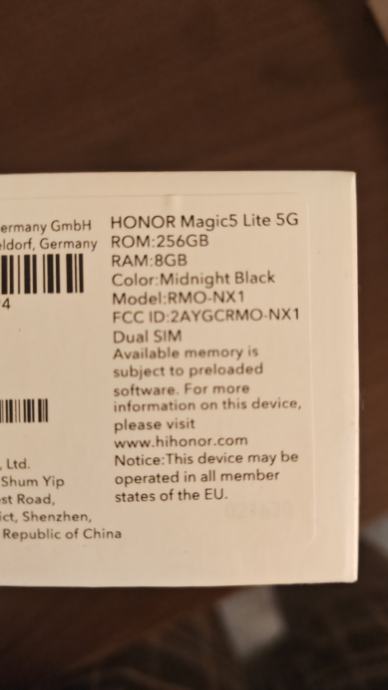 ermany GmbH
eldorf, Germany
4
, Ltd.
Shum Yip
st Road,
ict, Shenzhen,
Republic of China
HONOR Magic5 Lite 5G
ROM:256GB
RAM:8GB
Color:Midnight Black
Model:RMO-NX1
FCC ID:2AYGCRMO-NX1
Dual SIM
Available memory is
subject to preloaded
software. For more
information on this device,
please visit
www.hihonor.com
Notice:This device may be
operated in all member
states of the EU.